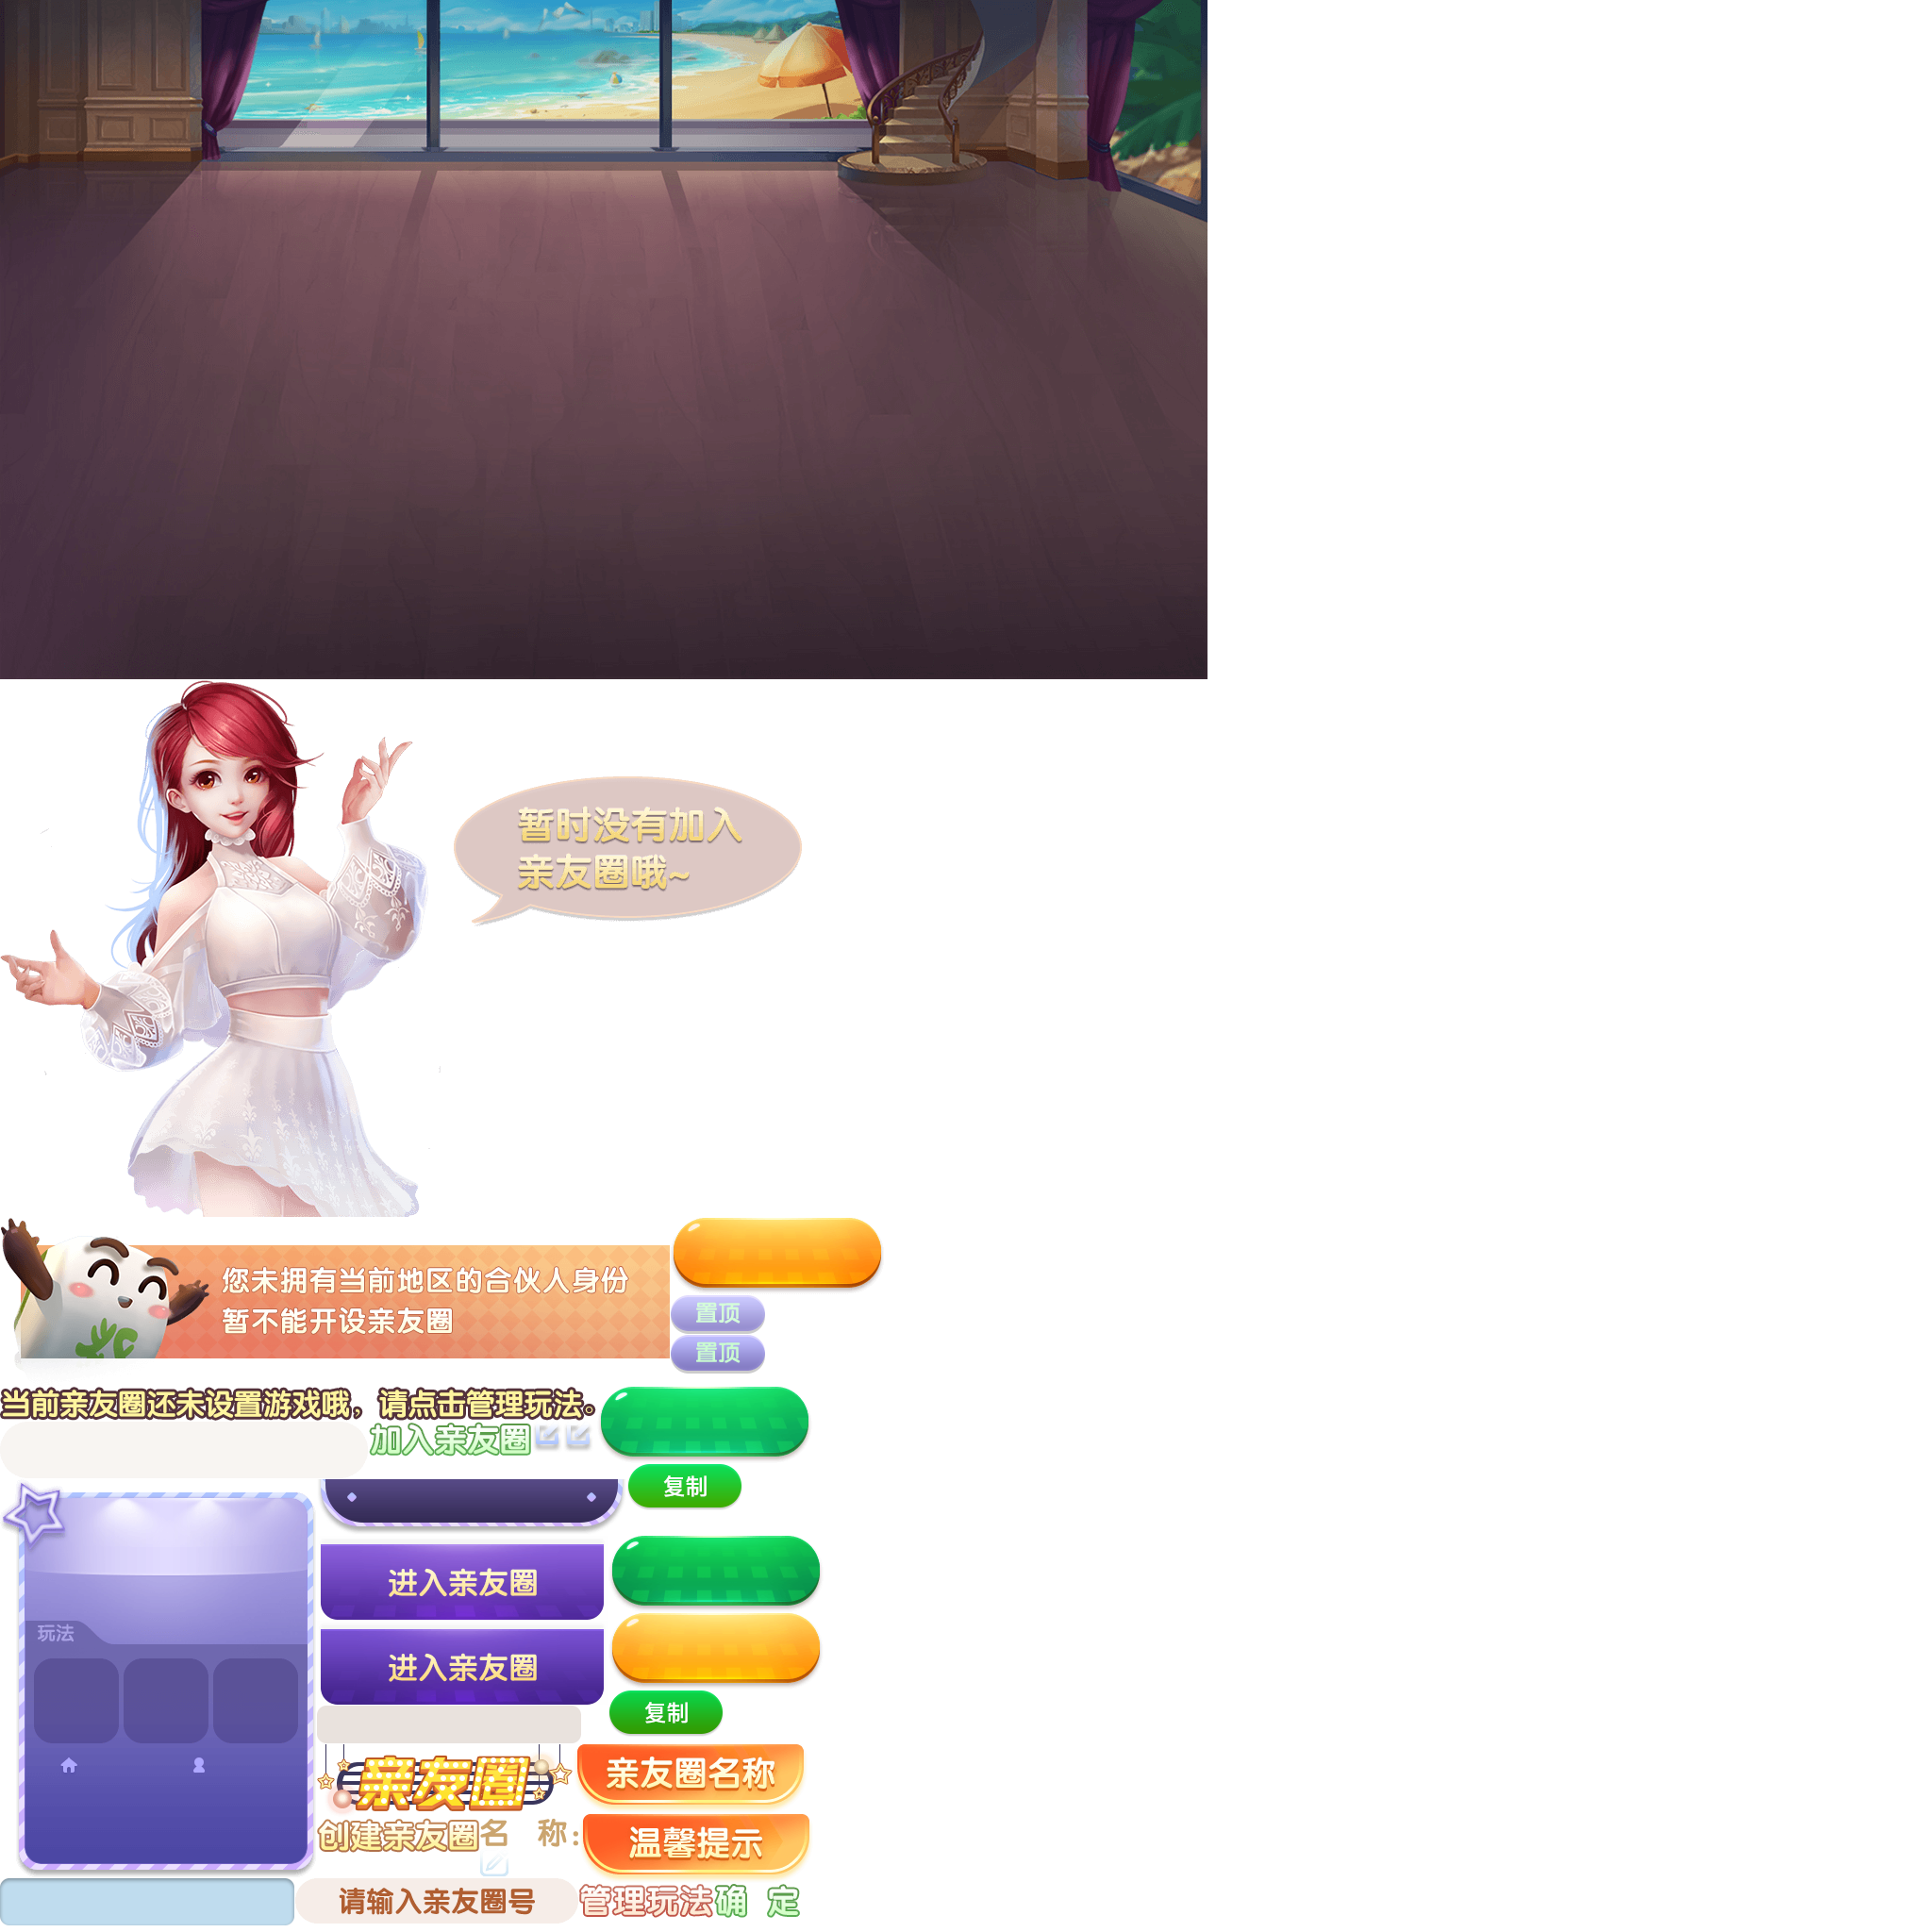 暂时没有加入
亲友圈哦~
您未拥有当前地区的合伙人身份
暂不能开设亲友圈
置顶
置顶
当前亲友圈还未设置游戏哦，请点击管理玩法。
加入亲友圈
复制
进入亲友圈
玩法
进入亲友圈
复制
亲友圈
亲友圈名称
创建亲友圈
名 称:
温馨提示
请输入亲友圈号
管理玩法
确 定